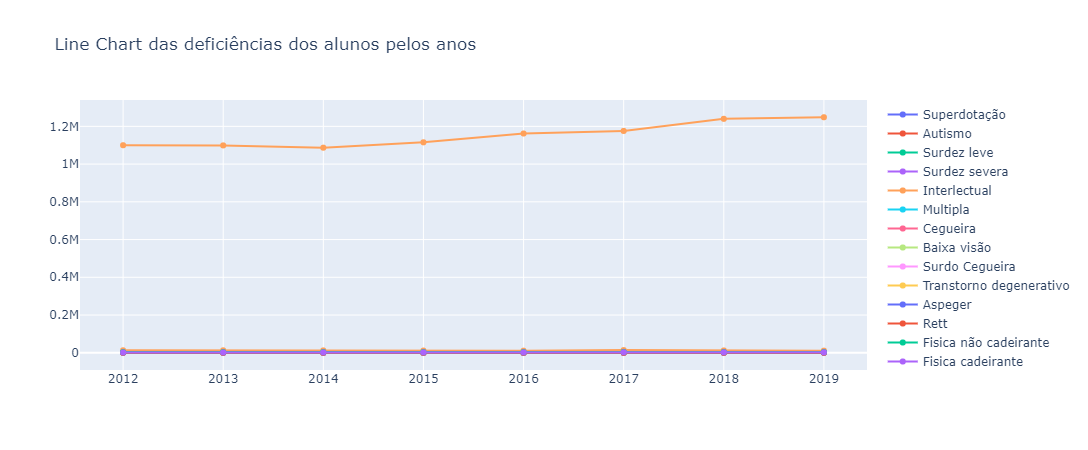 Line Chart das deficiências dos alunos pelos anos
1.2M
1M
0.8M
0.6M
0.4M
0.2M
0
2012 2013 2014 2015 2016 2017 2018 2019
Superdotação
Autismo
Surdez leve
Surdez severa
Interlectual
Multipla
Cegueira
Baixa visão
Surdo Cegueira
Transtorno degenerativo
Aspeger
Rett
Fisica não cadeirante
Fisica cadeirante